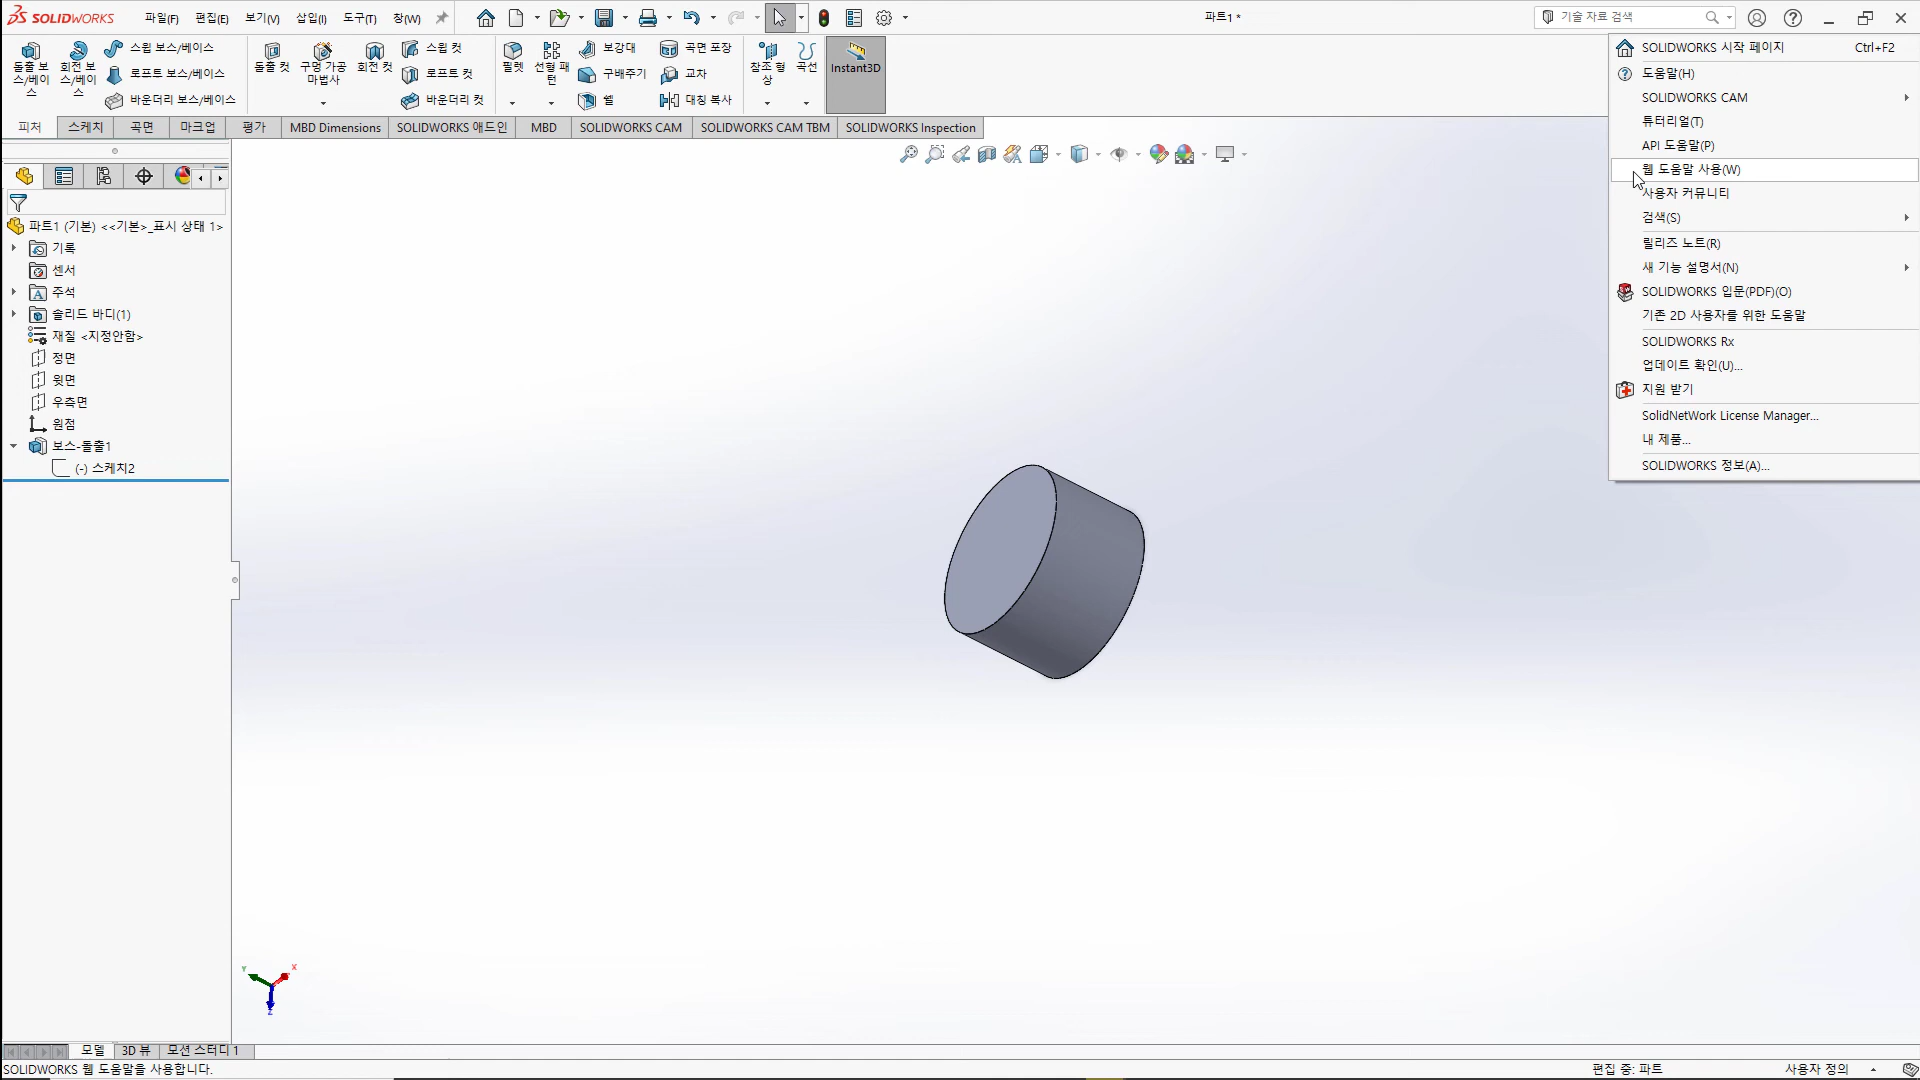 SOLIDWORKS 파일(F) 편집(E) 보기(V) 삽입(I) 도구(T) 창(W) 파트1 * 기술 자료 검색
돌출 보스/베이스
회전 보스/베이스
스윕 보스/베이스
로프트 보스/베이스
바운더리 보스/베이스
돌출 컷
구멍 가공 마법사
회전 컷
스윕 컷
로프트 컷
바운더리 컷
필렛
선형 패턴
보강대
구배주기
쉘
곡면 포장
교차
대칭 복사
참조 형상
곡선
Instant3D
피처 스케치 곡면 마크업 평가 MBD Dimensions SOLIDWORKS 애드인 MBD SOLIDWORKS CAM SOLIDWORKS CAM TBM SOLIDWORKS Inspection
파트1 (기본) <<기본>_표시 상태 1>
기록
센서
A 주석
솔리드 바디(1)
재질 <지정안함>
정면
윗면
우측면
원점
보스-돌출1
(-) 스케치2
SOLIDWORKS 시작 페이지 Ctrl+F2
도움말(H)
SOLIDWORKS CAM
튜터리얼(T)
API 도움말(P)
웹 도움말 사용(W)
사용자 커뮤니티
검색(S)
릴리즈 노트(R)
새 기능 설명서(N)
SOLIDWORKS 입문(PDF)(O)
기존 2D 사용자를 위한 도움말
SOLIDWORKS Rx
업데이트 확인(U)...
지원 받기
SolidNetWork License Manager...
내 제품...
SOLIDWORKS 정보(A)...
Y X
Z
모델 3D 뷰 모션 스터디 1
SOLIDWORKS 웹 도움말을 사용합니다. 편집 중: 파트 사용자 정의